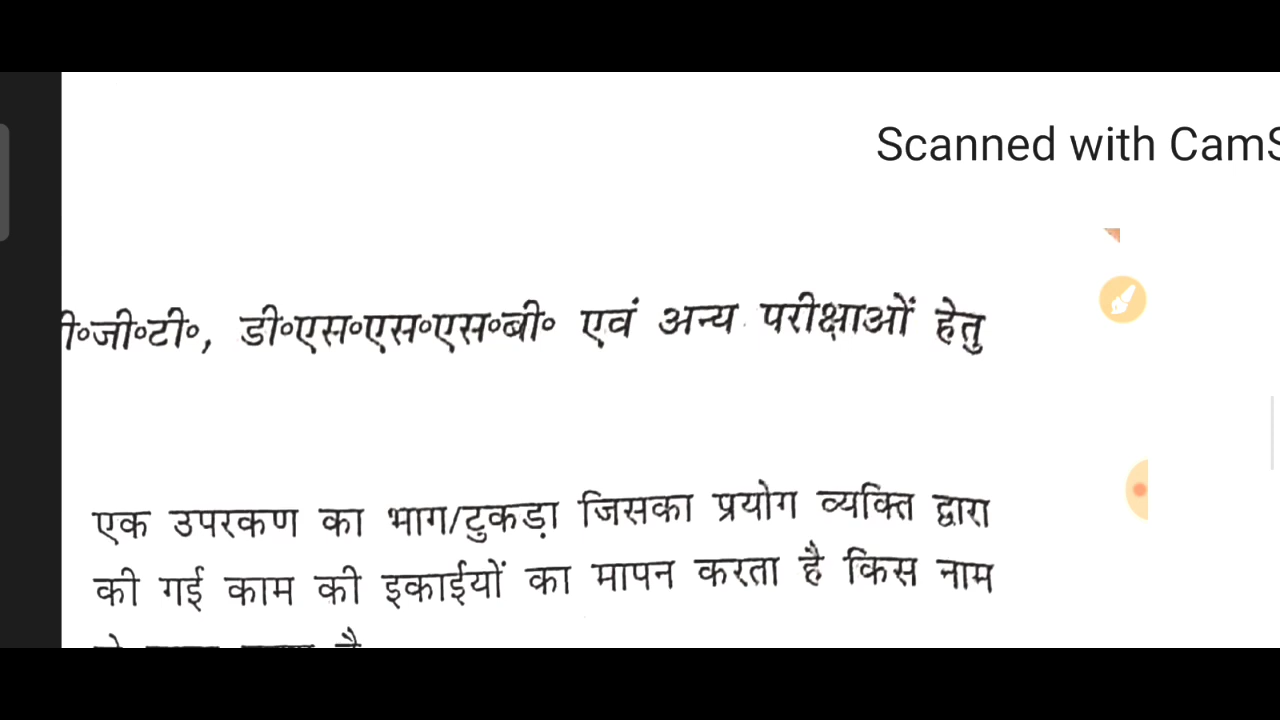 Scanned with Cam
ी॰जी॰टी॰, डी॰एस॰एस॰एस॰बी॰ एवं अन्य परीक्षाओं हेतु
एक उपरकण का भाग/टुकड़ा जिसका प्रयोग व्यक्ति द्वारा
की गई काम की इकाईयों का मापन करता है किस नाम